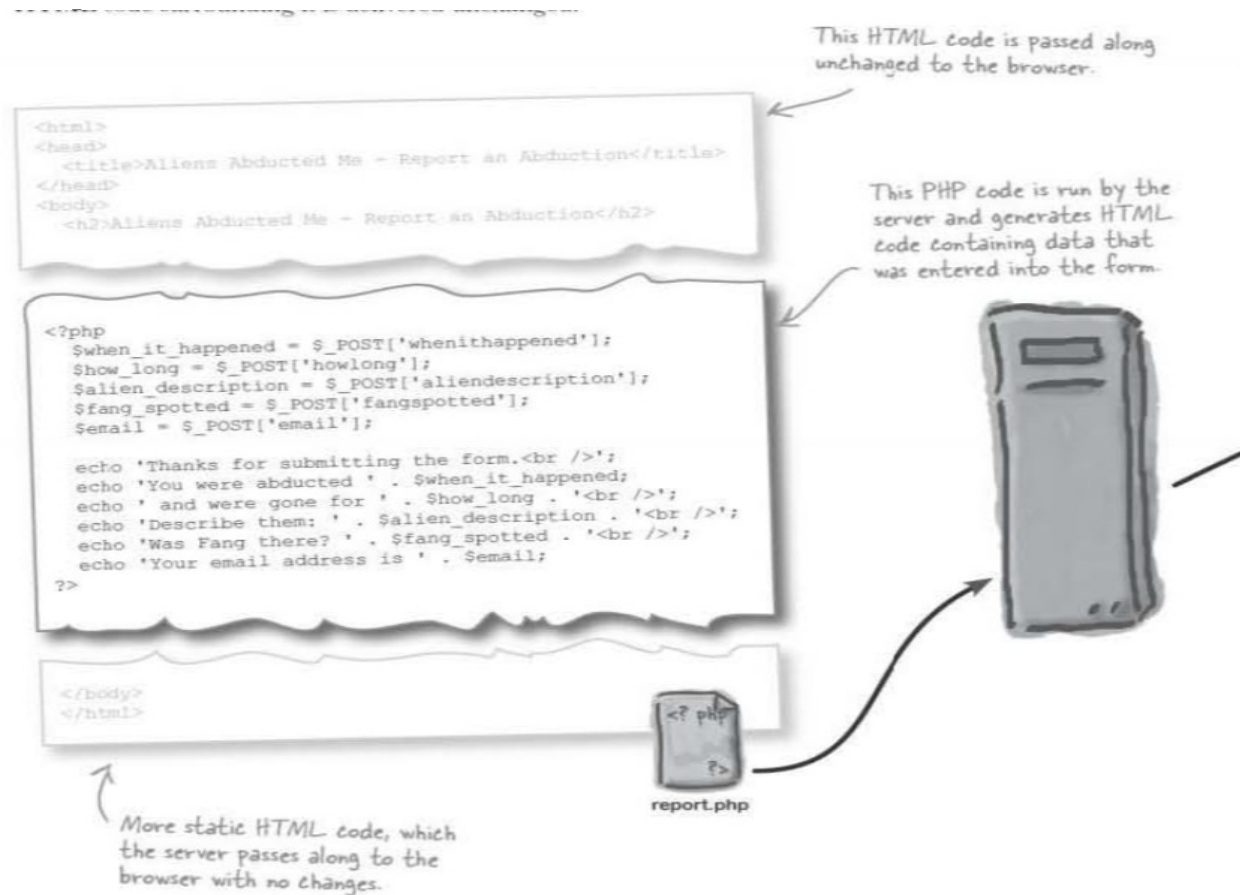 This HTML code is passed along
unchanged to the browser.
<html>
<head>
<title>Aliens Abducted Me - Report an Abduction</title>
</head>
<body>
<h2>Aliens Abducted Me - Report an Abduction</h2>
This PHP code is run by the
server and generates HTML
code containing data that
was entered into the form.
<?php
$when_it_happened = $_POST['whenithappened'];
$how_long = $_POST['howlong'];
$alien_description = $_POST['aliendescription'];
$fang_spotted = $_POST['fangspotted'];
$email = $_POST['email'];
echo 'Thanks for submitting the form.<br />';
echo 'You were abducted ' . $when_it_happened;
echo ' and were gone for ' . $how_long . '<br />';
echo 'Describe them: ' . $alien_description . '<br />';
echo 'Was Fang there? ' . $fang_spotted . '<br />';
echo 'Your email address is ' . $email;
?>
</body>
</html>
<? php
?>
report.php
More static HTML code, which
the server passes along to the
browser with no changes.